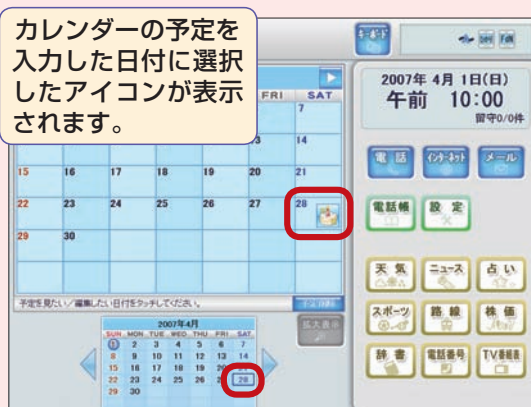 カレンダーの予定を
入力した日付に選択
したアイコンが表示
されます。
キーボード
2007年 4月 1日(日)
午前 10:00
留守0/0件
FRI SAT
7
13 14
15 16 17 18 19 20 21
22 23 24 25 26 27 28
29 30
予定を見たい/編集したい日付をタッチしてください。
電 話 インターネット メール
電話帳 設 定
天 気 ニュース 占 い
スポーツ 路 線 株 価
辞 書 電話番号 TV番組表
拡大表示
2007年4月
SUN MON TUE WED THU FRI SAT
1 2 3 4 5 6 7
8 9 10 11 12 13 14
15 16 17 18 19 20 21
22 23 24 25 26 28
29 30